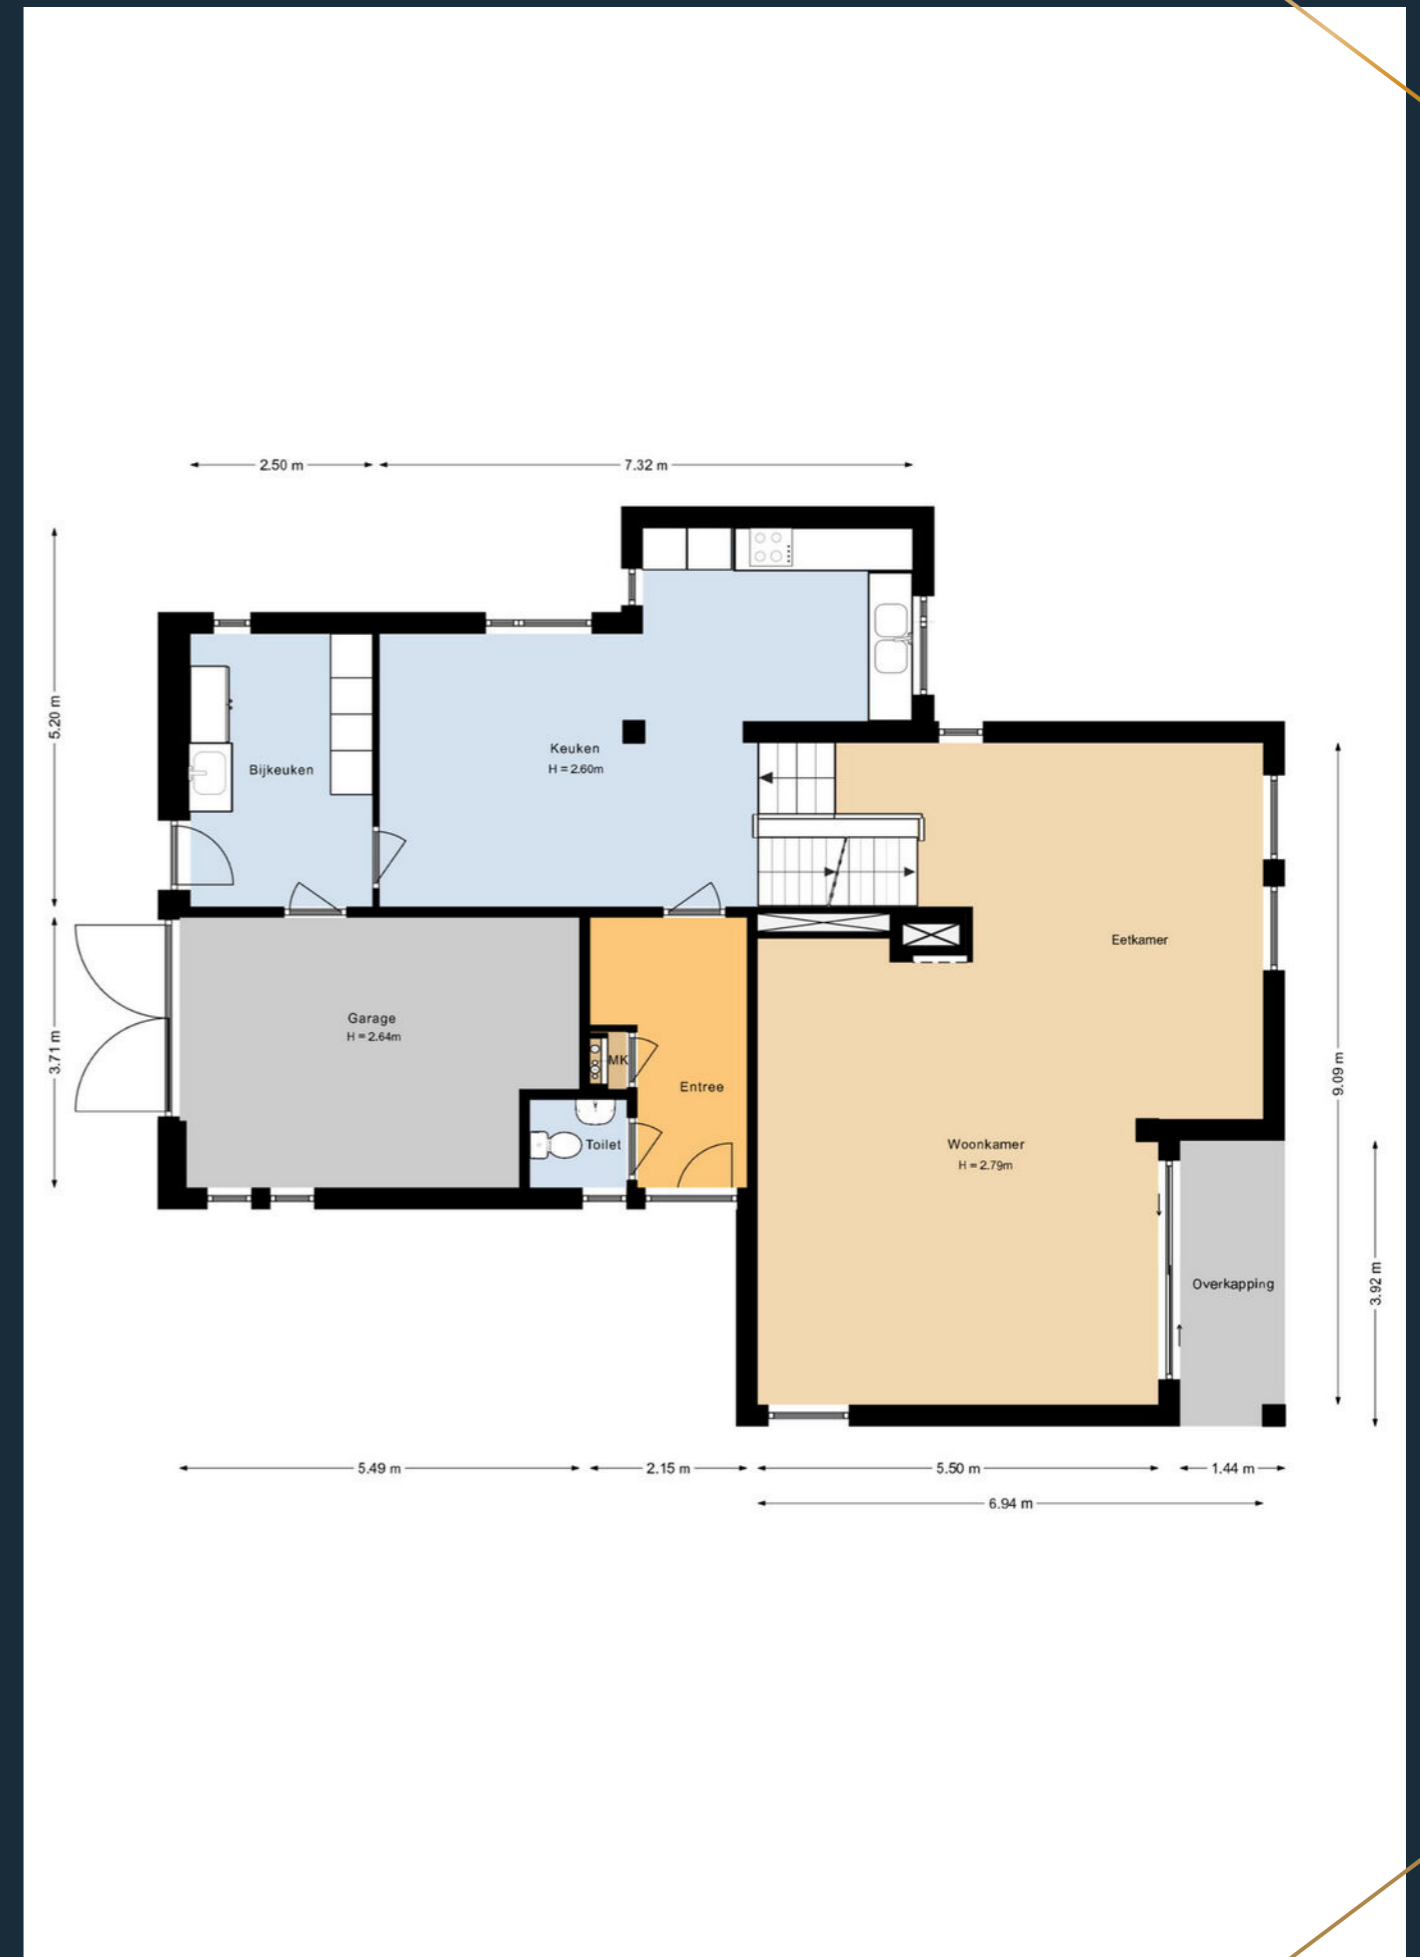 2.50 m
7.32 m
5.20 m
Keuken
H = 2.60m
Bijkeuken
Eetkamer
Garage
H = 2.64m
3.71 m
MK
Entree
9.09 m
Toilet
Woonkamer
H = 2.79m
Overkapping
3.92 m
5.49 m
2.15 m
5.50 m
1.44 m
6.94 m